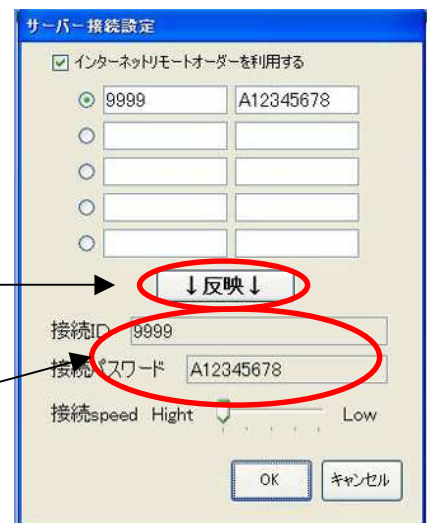 サーバー接続設定
インターネットリモートオーダーを利用する
9999 A12345678
↓反映↓
接続ID 9999
接続パスワード A12345678
接続speed Hight Low
OK キャンセル